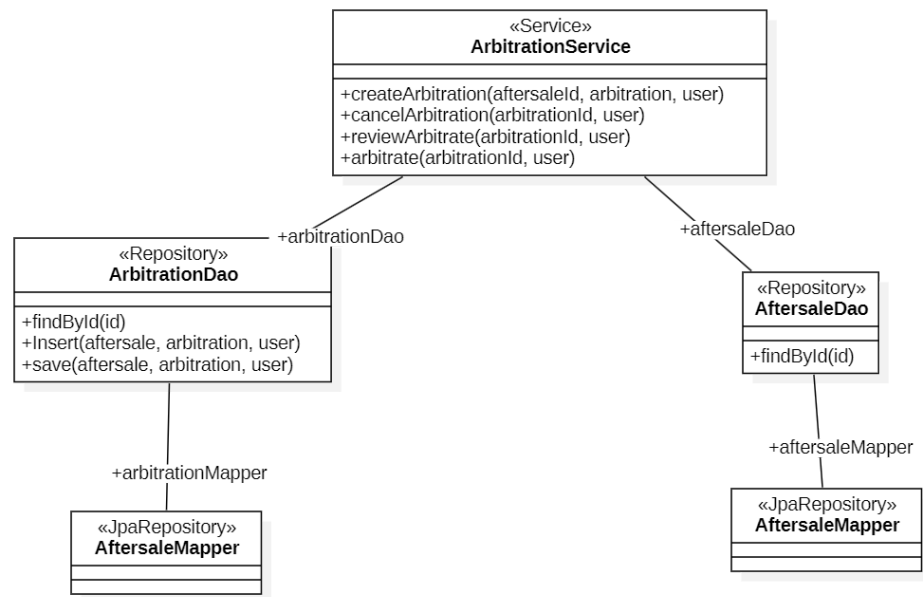 «Service»
ArbitrationService
+createArbitration(aftersaleId, arbitration, user)
+cancelArbitration(arbitrationId, user)
+reviewArbitrate(arbitrationId, user)
+arbitrate(arbitrationId, user)
+arbitrationDao
+aftersaleDao
«Repository»
ArbitrationDao
+findById(id)
+Insert(aftersale, arbitration, user)
+save(aftersale, arbitration, user)
«Repository»
AftersaleDao
+findById(id)
+arbitrationMapper
+aftersaleMapper
«JpaRepository»
AftersaleMapper
«JpaRepository»
AftersaleMapper